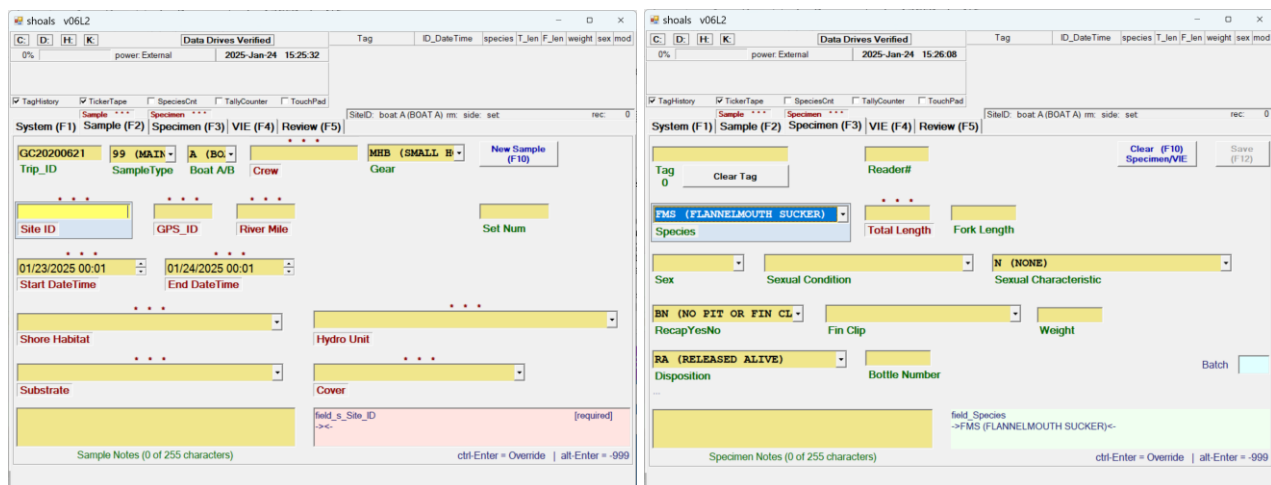 shoals v06L2
C: D: H: K: Data Drives Verified
Tag ID_DateTime species T_len F_len weight sex mod
0% power: External 2025-Jan-24 15:25:32
TagHistory TickerTape SpeciesCnt TallyCounter TouchPad
Sample * * * Specimen * * *
SiteID: boat: A (BOAT A) rm: side: set: rec: 0
System (F1) Sample (F2) Specimen (F3) VIE (F4) Review (F5)
* * *
GC20200621 99 (MAIN A (BO. MHB (SMALL H New Sample (F10)
Trip_ID SampleType Boat A/B Crew Gear
* * * * * * * * *
Site ID GPS_ID River Mile Set Num
* * * * * *
01/23/2025 00:01 01/24/2025 00:01
Start DateTime End DateTime
* * * * * *
Shore Habitat Hydro Unit
* * * * * *
Substrate Cover
field_s_Site_ID [required]
-><-
Sample Notes (0 of 255 characters) ctrl-Enter = Override | alt-Enter = -999
shoals v06L2
C: D: H: K: Data Drives Verified
Tag ID_DateTime species T_len F_len weight sex mod
0% power: External 2025-Jan-24 15:26:08
TagHistory TickerTape SpeciesCnt TallyCounter TouchPad
Sample * * * Specimen * * *
SiteID: boat: A (BOAT A) rm: side: set: rec: 0
System (F1) Sample (F2) Specimen (F3) VIE (F4) Review (F5)
Clear (F10) Specimen/VIE Save (F12)
Tag Reader#
0 Clear Tag
* * *
FMS (FLANNELMOUTH SUCKER)
Species Total Length Fork Length
N (NONE)
Sex Sexual Condition Sexual Characteristic
BN (NO PIT OR FIN CL
RecapYesNo Fin Clip Weight
RA (RELEASED ALIVE)
Disposition Bottle Number Batch
...
field_Species
->FMS (FLANNELMOUTH SUCKER)<-
Specimen Notes (0 of 255 characters) ctrl-Enter = Override | alt-Enter = -999